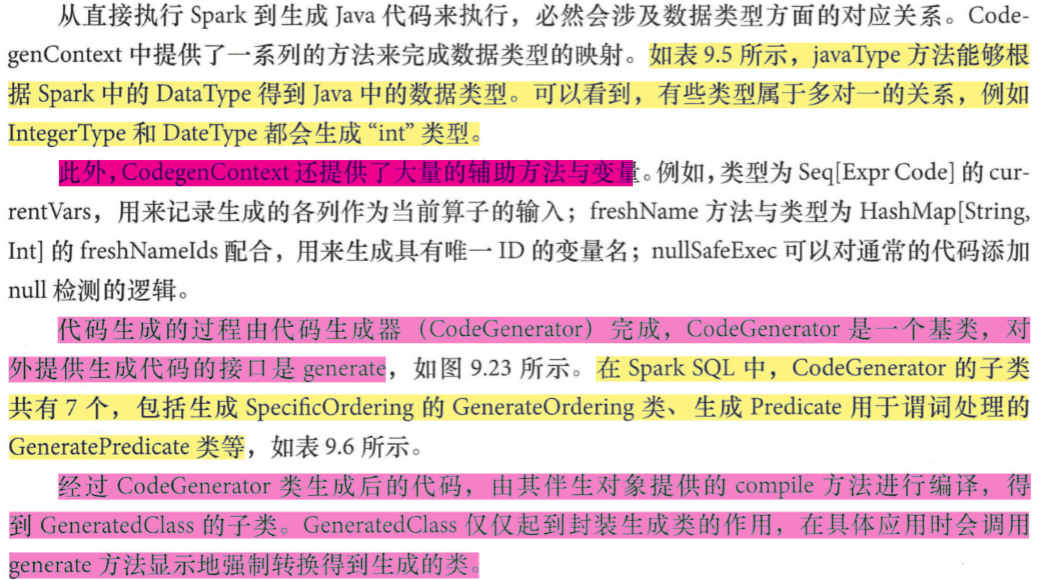 从直接执行 Spark 到生成 Java 代码来执行，必然会涉及数据类型方面的对应关系。Code-
genContext 中提供了一系列的方法来完成数据类型的映射。如表 9.5 所示，javaType 方法能够根
据 Spark 中的 DataType 得到 Java 中的数据类型。可以看到，有些类型属于多对一的关系，例如
IntegerType 和 DateType 都会生成“int”类型。
此外，CodegenContext 还提供了大量的辅助方法与变量。例如，类型为 Seq[Expr Code] 的 cur-
rentVars，用来记录生成的各列作为当前算子的输入；freshName 方法与类型为 HashMap[String,
Int] 的 freshNameIds 配合，用来生成具有唯一 ID 的变量名；nullSafeExec 可以对通常的代码添加
null 检测的逻辑。
代码生成的过程由代码生成器（CodeGenerator）完成，CodeGenerator 是一个基类，对
外提供生成代码的接口是 generate，如图 9.23 所示。在 Spark SQL 中，CodeGenerator 的子类
共有 7 个，包括生成 SpecificOrdering 的 GenerateOrdering 类、生成 Predicate 用于谓词处理的
GeneratePredicate 类等，如表 9.6 所示。
经过 CodeGenerator 类生成后的代码，由其伴生对象提供的 compile 方法进行编译，得
到 GeneratedClass 的子类。GeneratedClass 仅仅起到封装生成类的作用，在具体应用时会调用
generate 方法显示地强制转换得到生成的类。